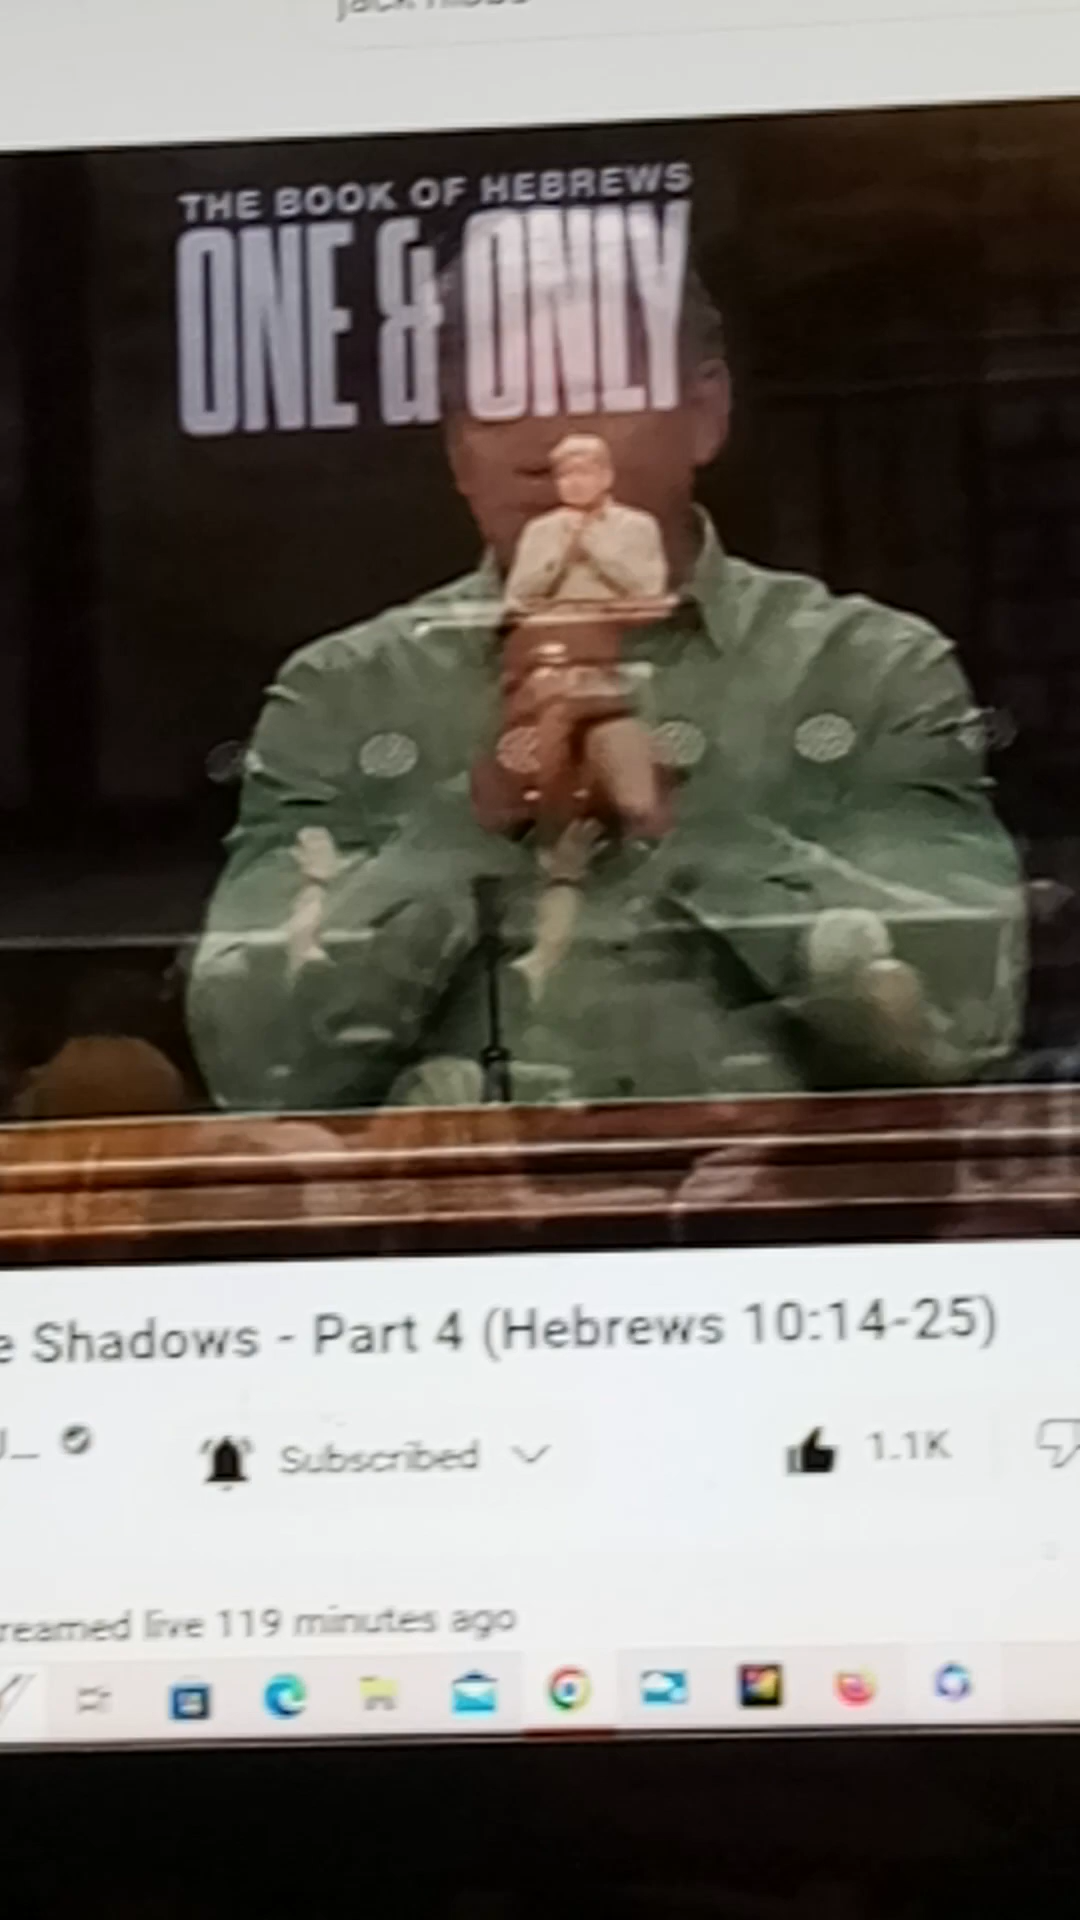 THE BOOK OF HEBREWS
ONE & ONLY
e Shadows - Part 4 (Hebrews 10:14-25)
Subscribed
1.1K
reamed live 119 minutes ago